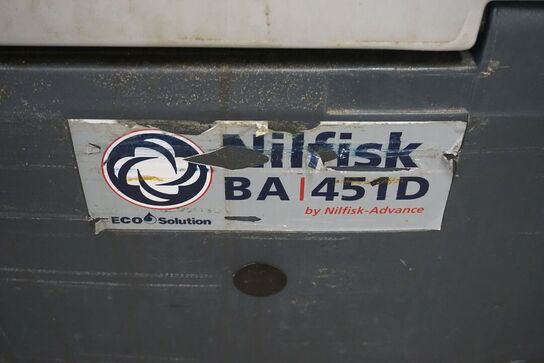 Nilfisk
BA|451D
by Nilfisk-Advance
ECO Solution